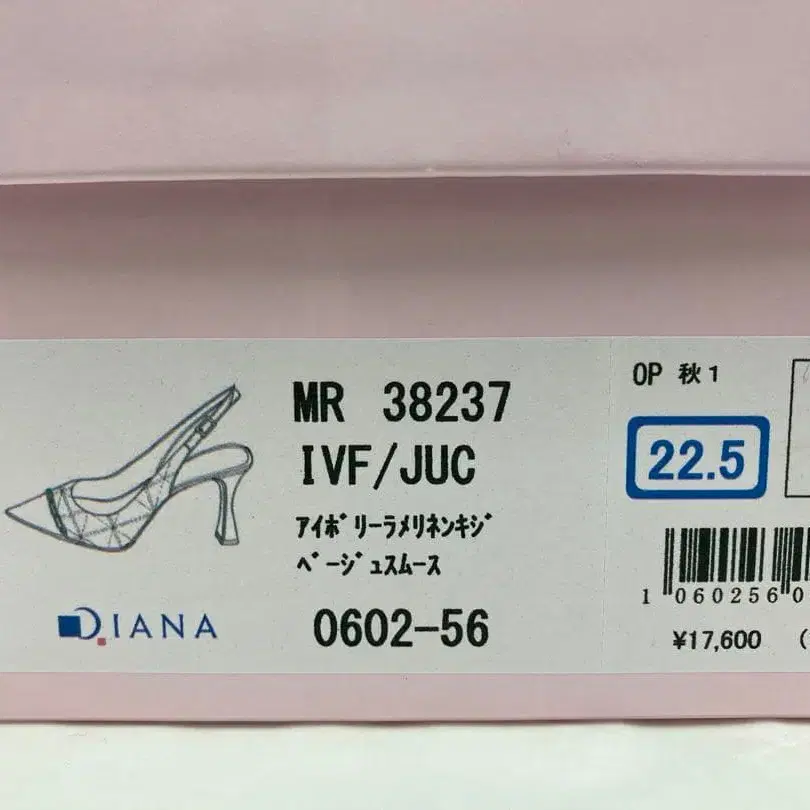 MR 38237
IVF/JUC
ｱｲﾎﾞﾘｰﾗﾒﾘﾈﾝｷｼﾞ
ﾍﾞｰｼﾞｭｽﾑｰｽ
0602-56
DIANA
OP 秋1
22.5
1 060256 0
¥17,600 (